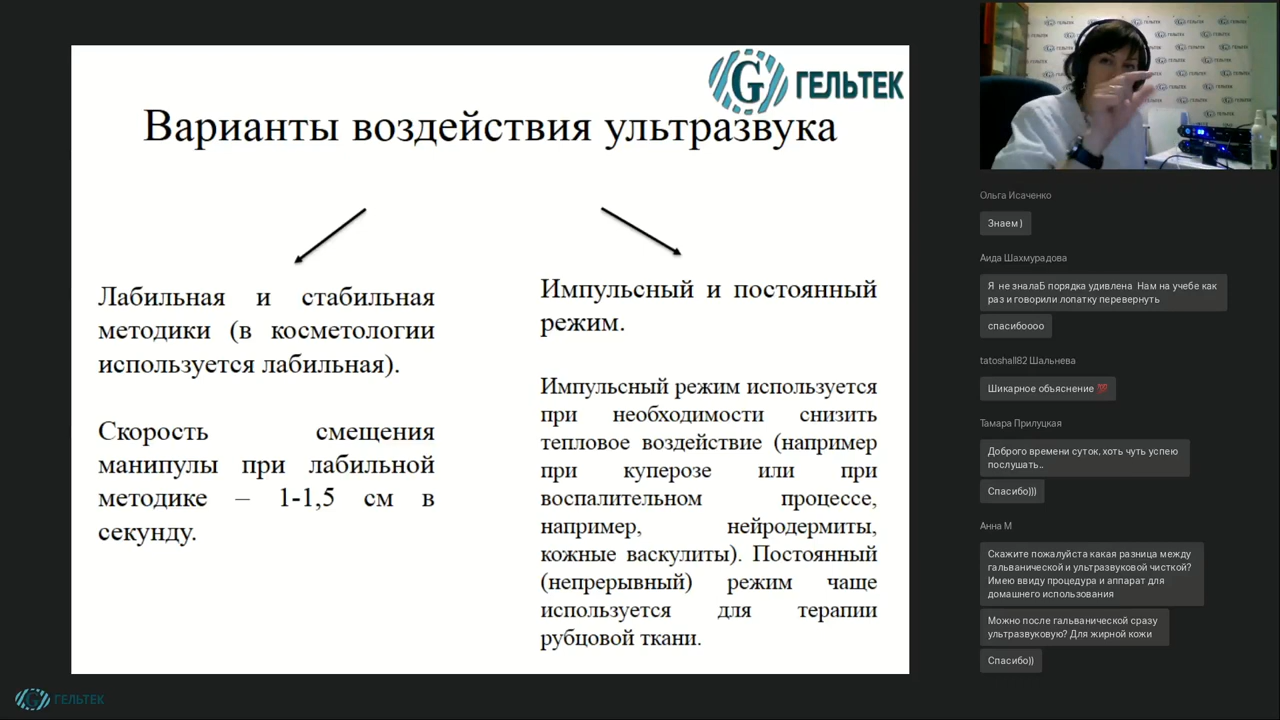 ГЕЛЬТЕК
Варианты воздействия ультразвука
Лабильная и стабильная
методики (в косметологии
используется лабильная).
Скорость смещения
манипулы при лабильной
методике – 1-1,5 см в
секунду.
Импульсный и постоянный
режим.
Импульсный режим используется
при необходимости снизить
тепловое воздействие (например
при куперозе или при
воспалительном процессе,
например, нейродермиты,
кожные васкулиты). Постоянный
(непрерывный) режим чаще
используется для терапии
рубцовой ткани.
ГЕЛЬТЕК
Ольга Исаченко
Знаем )
Аида Шахмурадова
Я не зналаБ порядка удивлена Нам на учебе как
раз и говорили лопатку перевернуть
спасибоооо
tatoshall82 Шальнева
Шикарное объяснение 💯
Тамара Прилуцкая
Доброго времени суток, хоть чуть успею
послушать..
Спасибо)))
Анна М
Скажите пожалуйста какая разница между
гальванической и ультразвуковой чисткой?
Имею ввиду процедура и аппарат для
домашнего использования
Можно после гальванической сразу
ультразвуковую? Для жирной кожи
Спасибо))